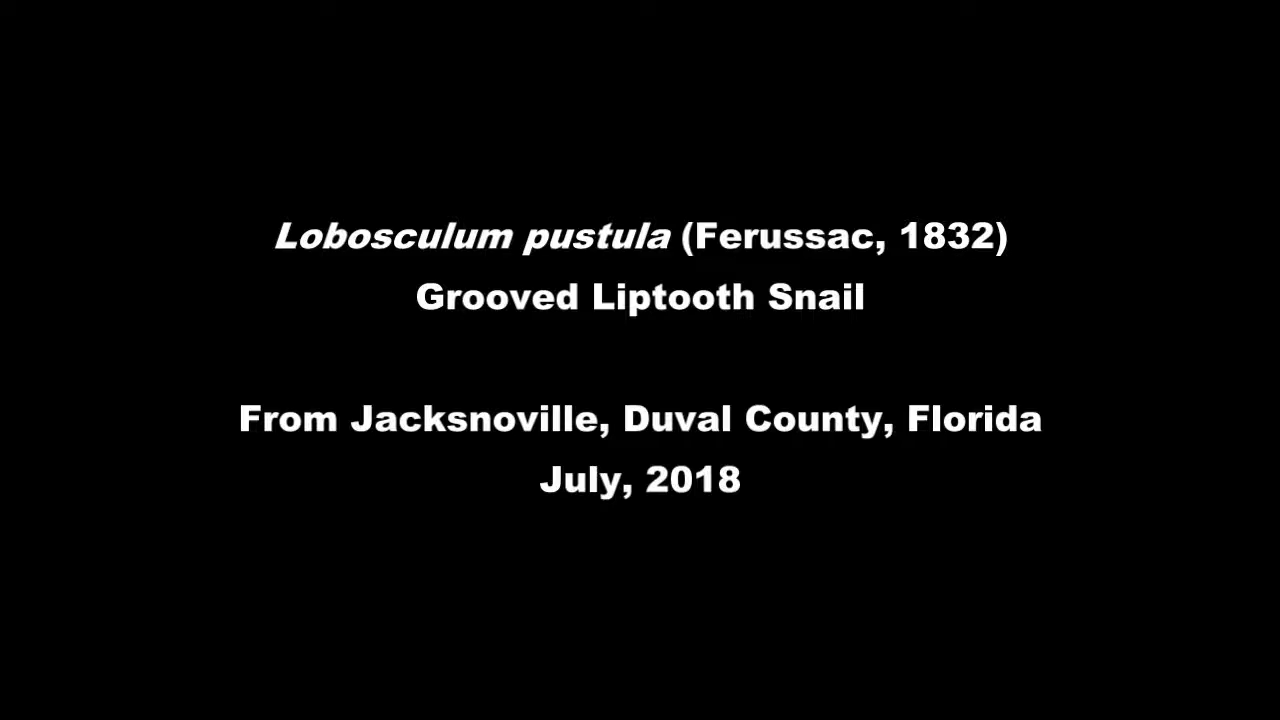 Lobosculum pustula (Ferussac, 1832)
Grooved Liptooth Snail
From Jacksnoville, Duval County, Florida
July, 2018